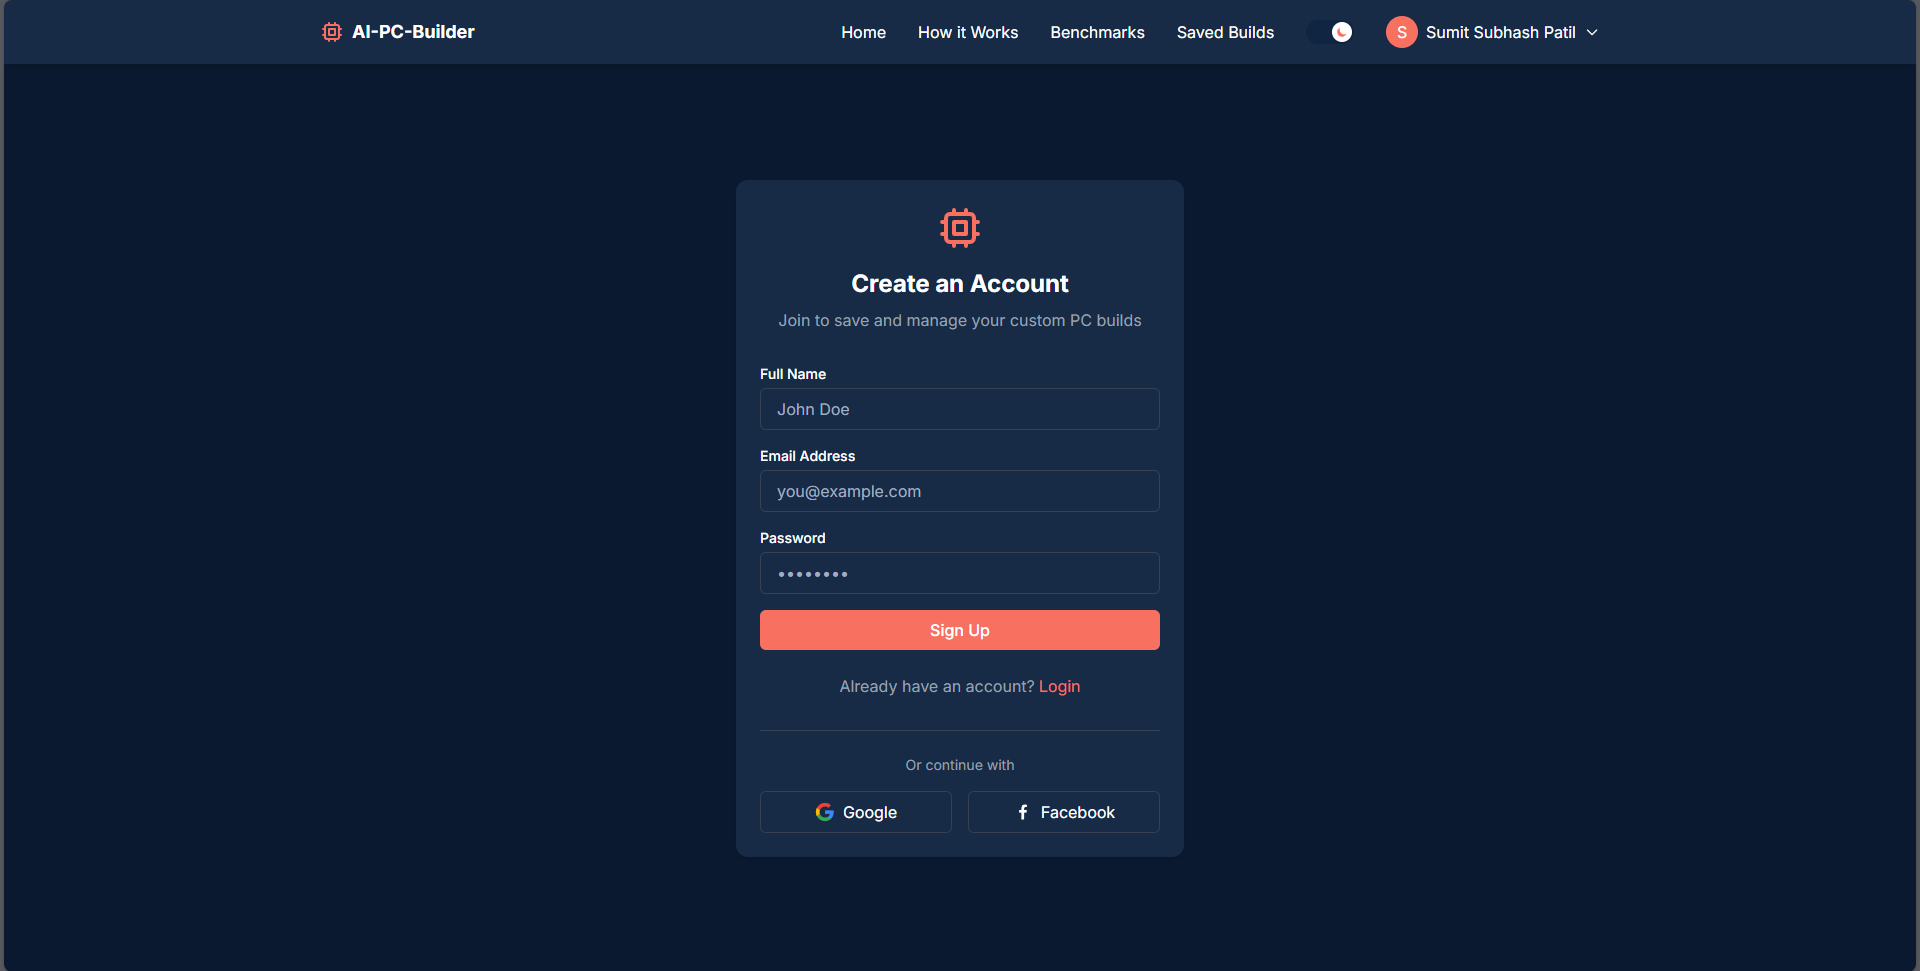 AI-PC-Builder
Home
How it Works
Benchmarks
Saved Builds
S
Sumit Subhash Patil
Create an Account
Join to save and manage your custom PC builds
Full Name
John Doe
Email Address
you@example.com
Password
••••••••
Sign Up
Already have an account? Login
Or continue with
Google
Facebook